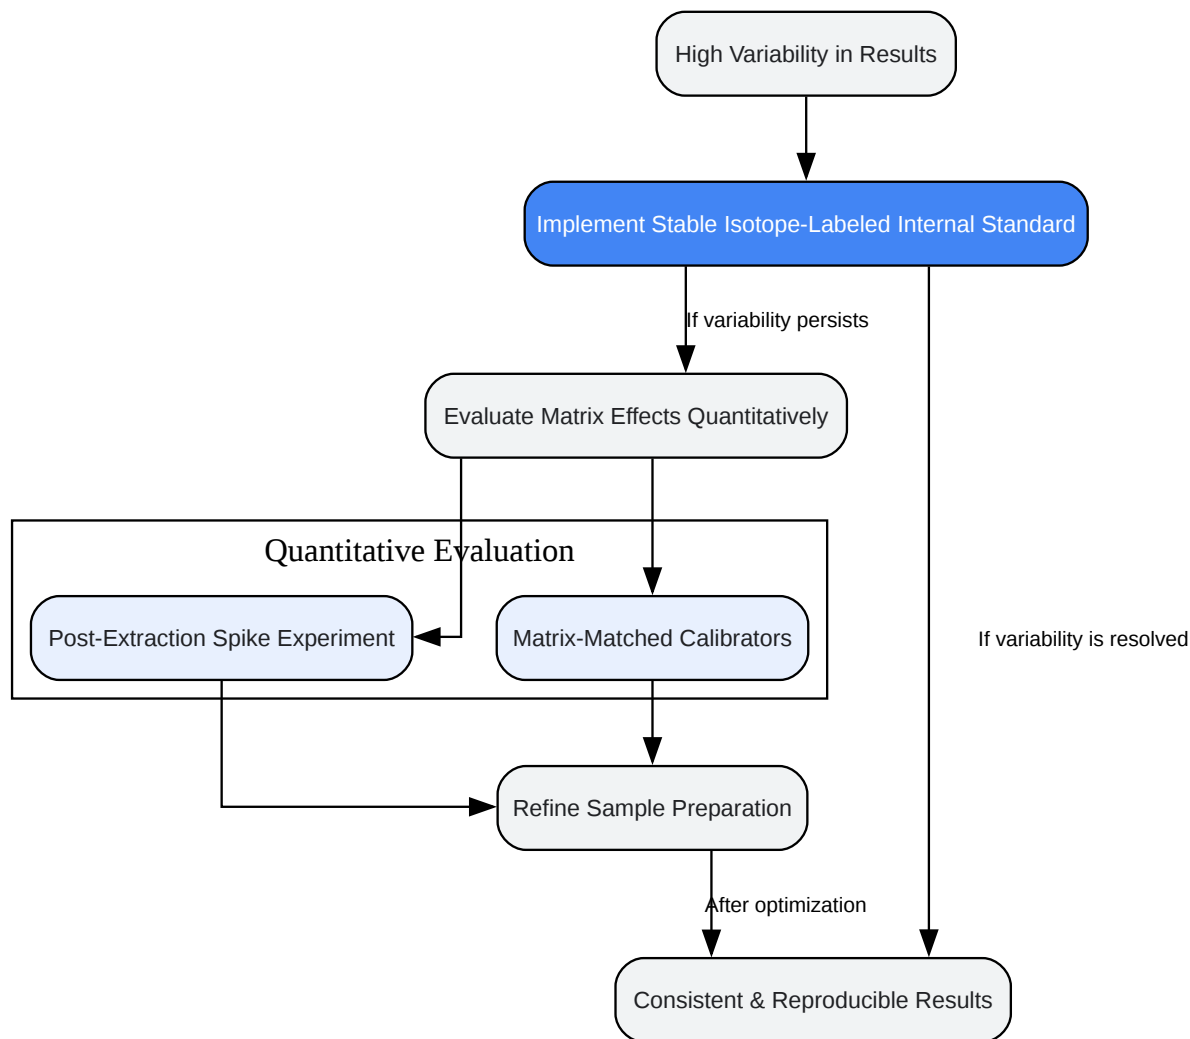 High Variability in Results
Implement Stable Isotope-Labeled Internal Standard
If variability persists
Evaluate Matrix Effects Quantitatively
Quantitative Evaluation
Post-Extraction Spike Experiment
Matrix-Matched Calibrators
If variability is resolved
Refine Sample Preparation
After optimization
Consistent & Reproducible Results